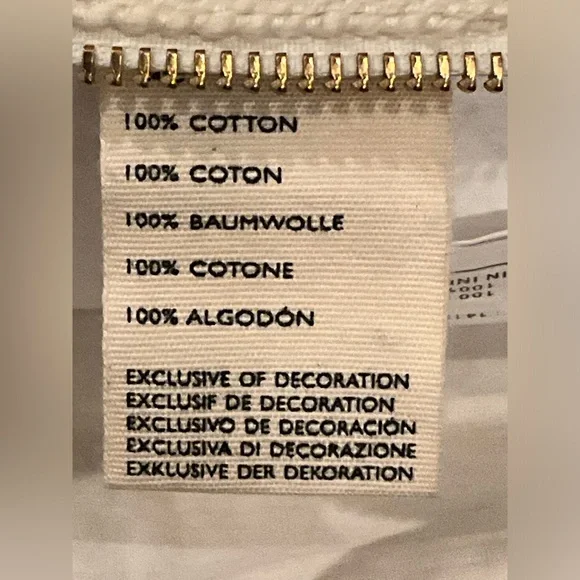 100% COTTON
100% COTON
100% BAUMWOLLE
100% COTONE
100% ALGODÓN
EXCLUSIVE OF DECORATION
EXCLUSIF DE DECORATION
EXCLUSIVO DE DECORACIÓN
EXCLUSIVA DI DECORAZIONE
EXKLUSIVE DER DEKORATION